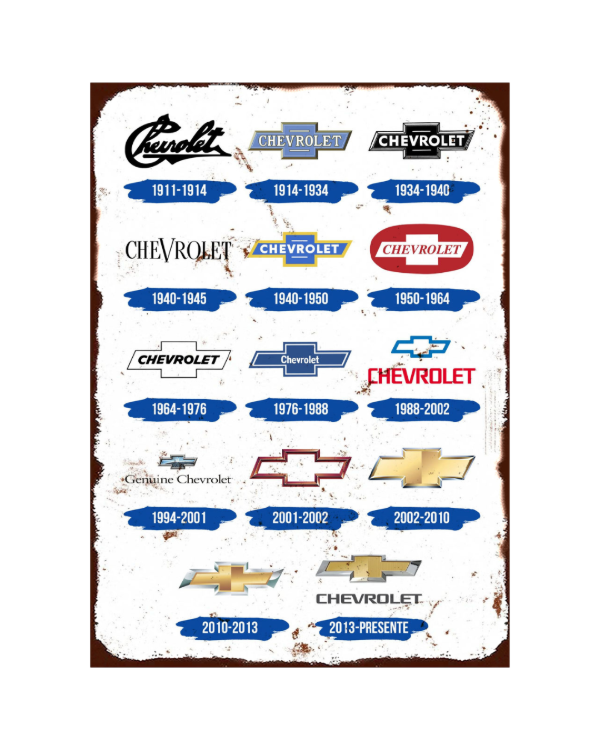 Chevrolet
CHEVROLET
CHEVROLET
1911-1914
1914-1934
1934-1940
CHEVROLET
CHEVROLET
CHEVROLET
1940-1945
1940-1950
1950-1964
CHEVROLET
Chevrolet
CHEVROLET
1964-1976
1976-1988
1988-2002
Genuine Chevrolet
1994-2001
2001-2002
2002-2010
CHEVROLET
2010-2013
2013-PRESENTE